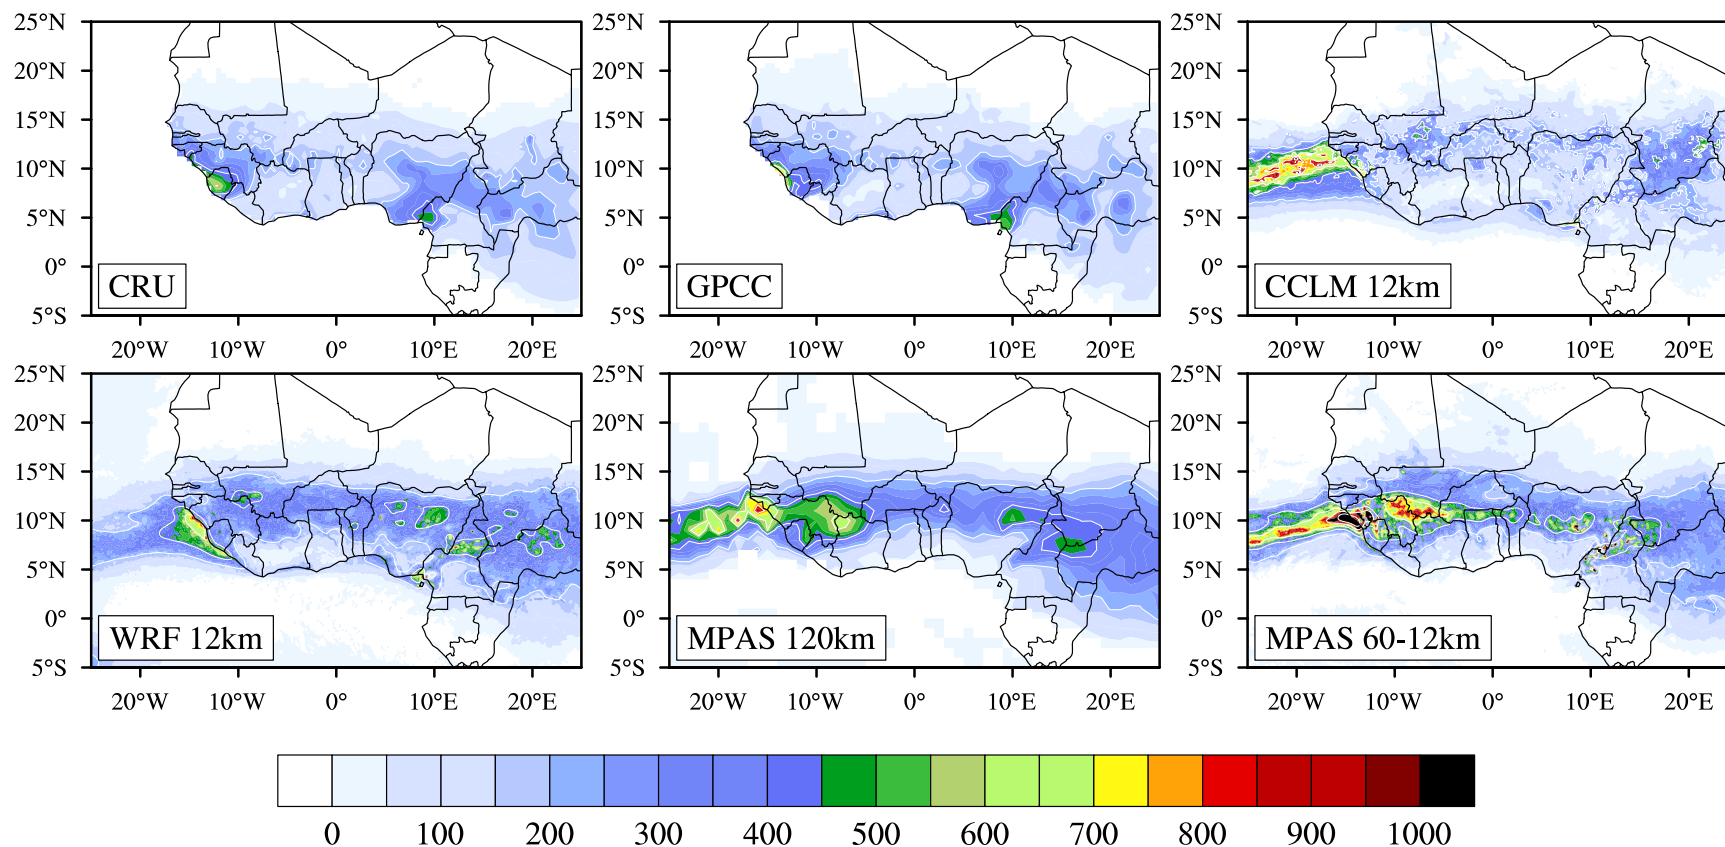 25°N
20°N
15°N
10°N
5°N
0°
5°S
CRU
20°W 10°W 0° 10°E 20°E
25°N
20°N
15°N
10°N
5°N
0°
5°S
GPCC
20°W 10°W 0° 10°E 20°E
25°N
20°N
15°N
10°N
5°N
0°
5°S
CCLM 12km
20°W 10°W 0° 10°E 20°E
25°N
20°N
15°N
10°N
5°N
0°
5°S
WRF 12km
20°W 10°W 0° 10°E 20°E
25°N
20°N
15°N
10°N
5°N
0°
5°S
MPAS 120km
20°W 10°W 0° 10°E 20°E
25°N
20°N
15°N
10°N
5°N
0°
5°S
MPAS 60-12km
20°W 10°W 0° 10°E 20°E
0 100 200 300 400 500 600 700 800 900 1000